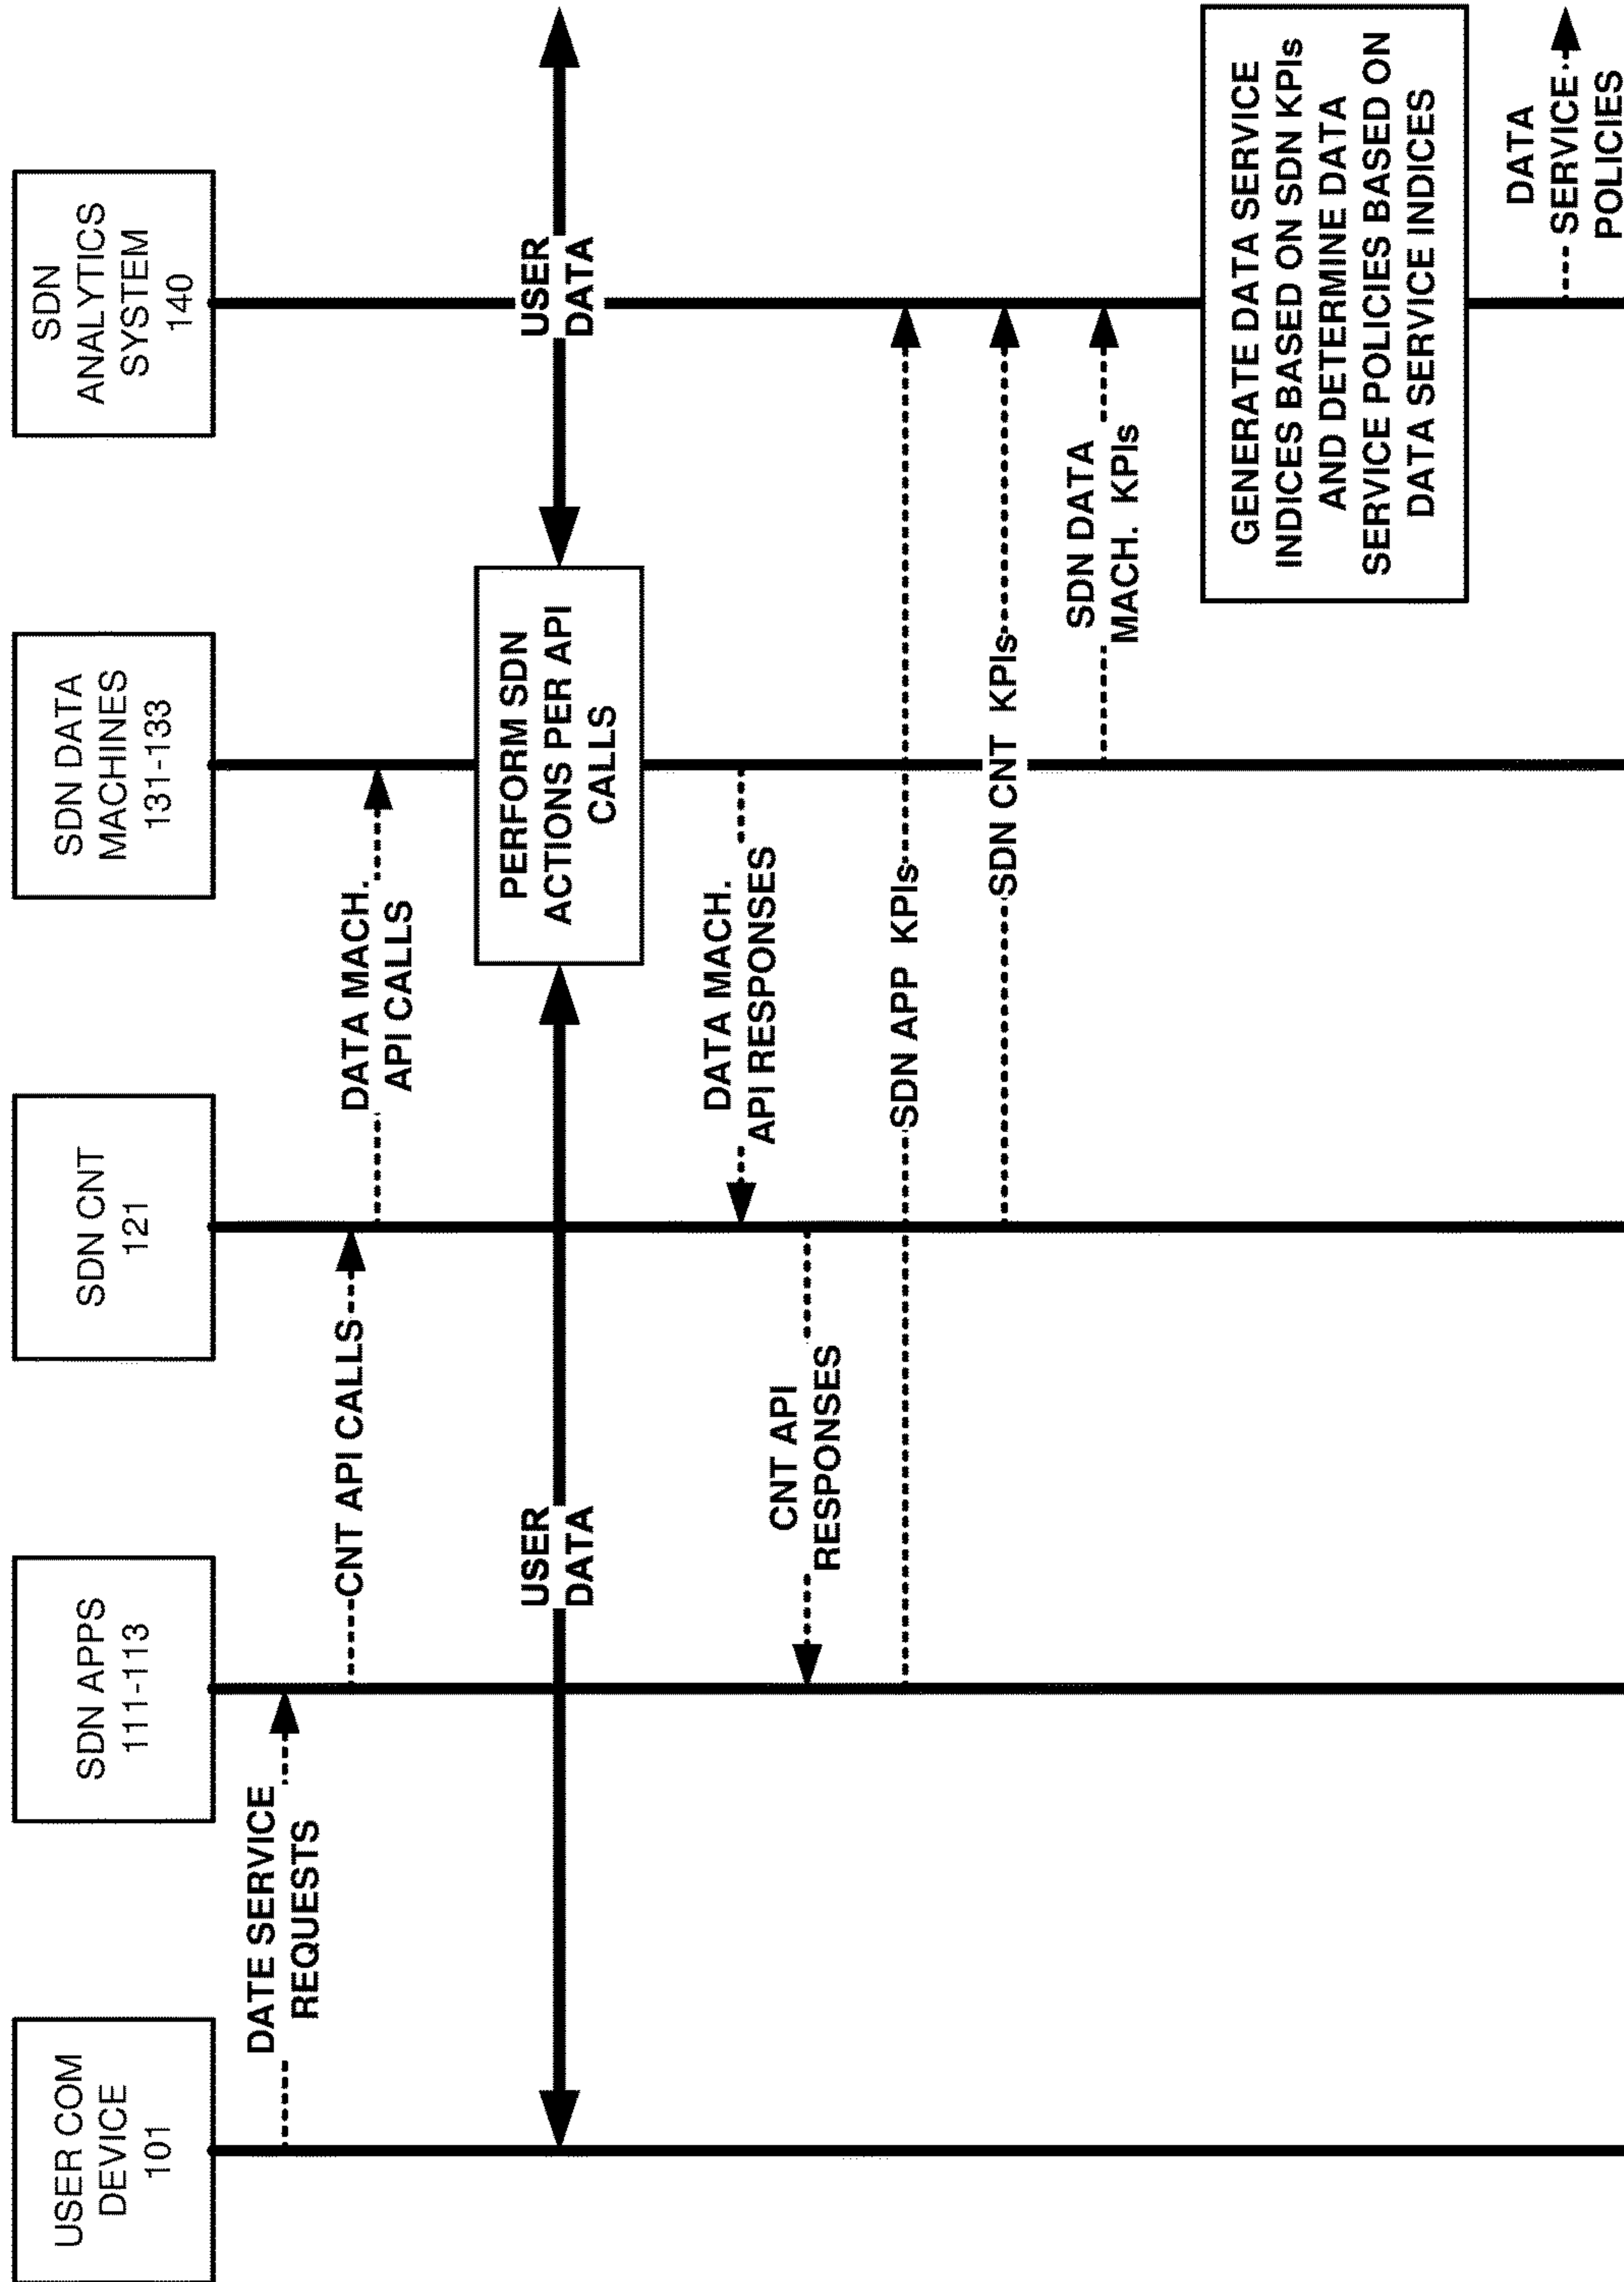 USER COM
DEVICE
101
SDN APPS
111-113
SDN CNT
121
SDN DATA
MACHINES
131-133
SDN
ANALYTICS
SYSTEM
140
DATE SERVICE
REQUESTS
CNT API CALLS
DATA MACH.
API CALLS
USER
DATA
PERFORM SDN
ACTIONS PER API
CALLS
USER
DATA
DATA MACH.
API RESPONSES
CNT API
RESPONSES
SDN APP KPIs
SDN CNT KPIs
SDN DATA
MACH. KPIs
GENERATE DATA SERVICE
INDICES BASED ON SDN KPIs
AND DETERMINE DATA
SERVICE POLICIES BASED ON
DATA SERVICE INDICES
DATA
SERVICE
POLICIES